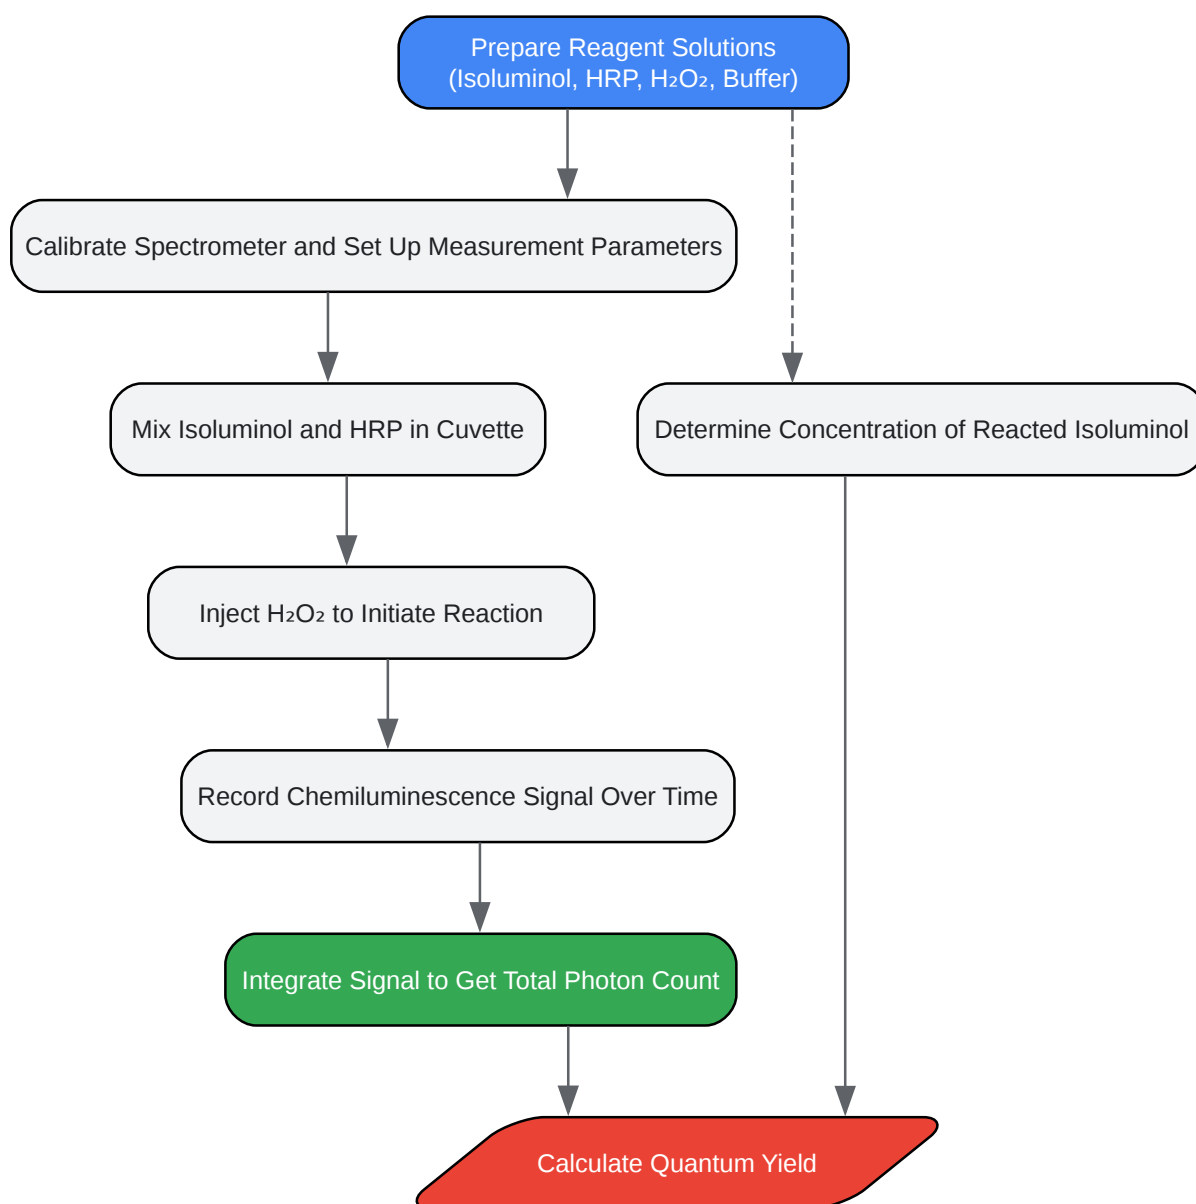 Prepare Reagent Solutions
(Isoluminol, HRP, H₂O₂, Buffer)
Calibrate Spectrometer and Set Up Measurement Parameters
Mix Isoluminol and HRP in Cuvette
Determine Concentration of Reacted Isoluminol
Inject H₂O₂ to Initiate Reaction
Record Chemiluminescence Signal Over Time
Integrate Signal to Get Total Photon Count
Calculate Quantum Yield